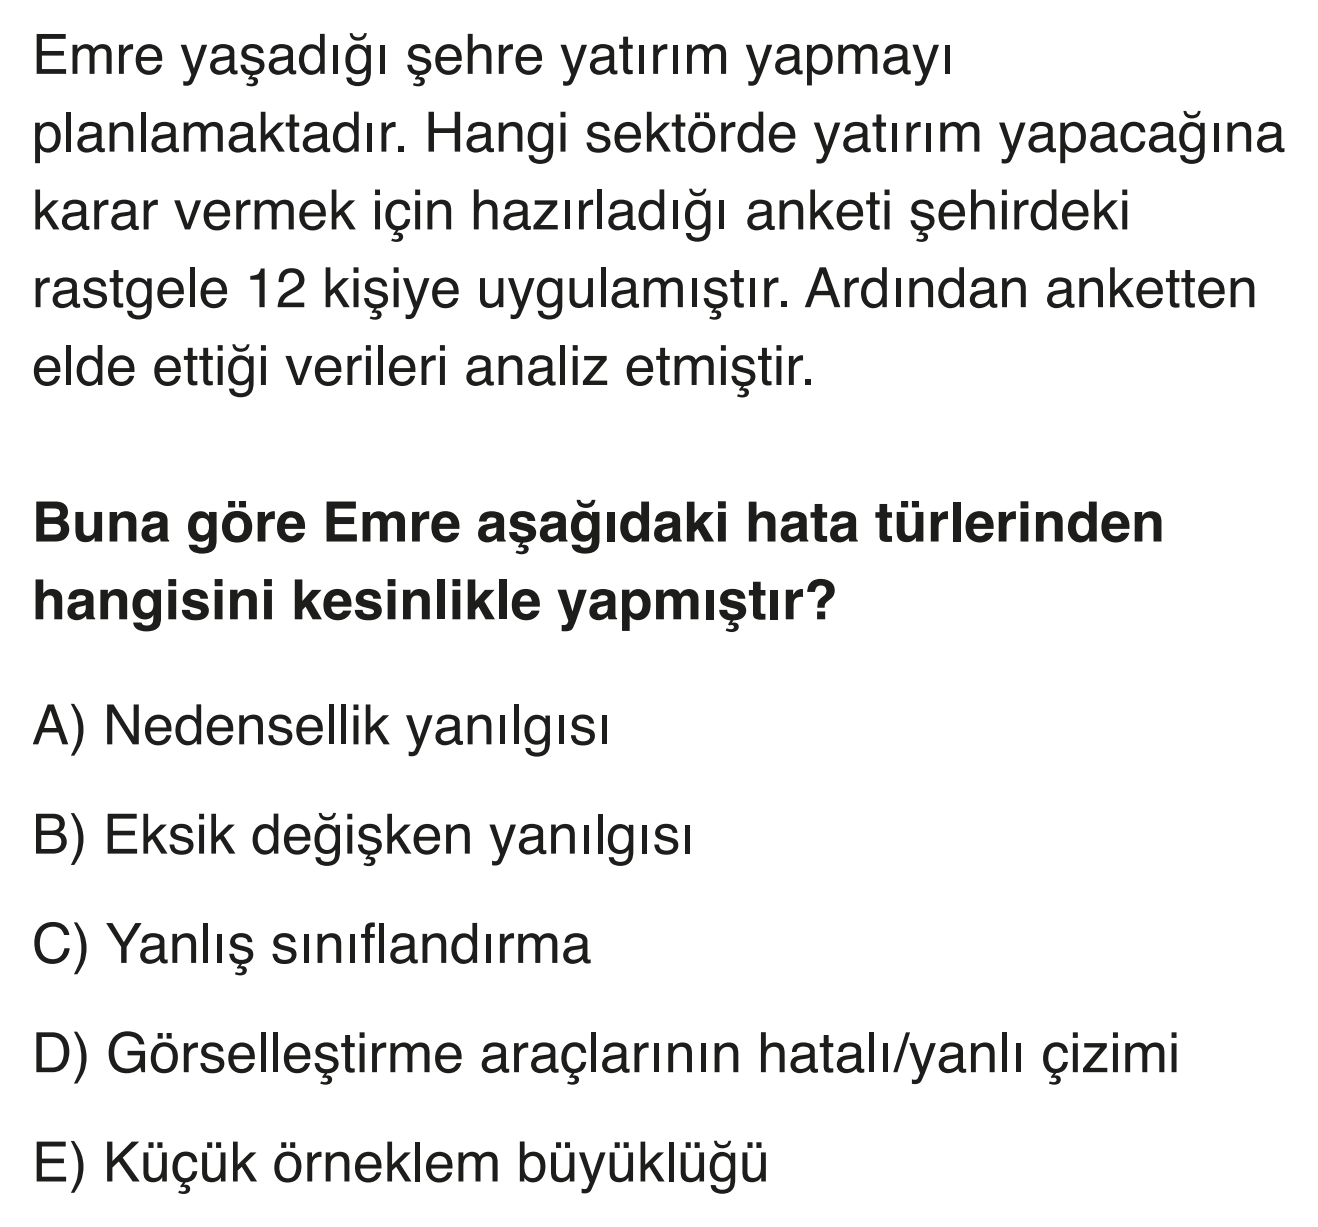 Emre yaşadığı şehre yatırım yapmayı
planlamaktadır. Hangi sektörde yatırım yapacağına
karar vermek için hazırladığı anketi şehirdeki
rastgele 12 kişiye uygulamıştır. Ardından anketten
elde ettiği verileri analiz etmiştir.
Buna göre Emre aşağıdaki hata türlerinden
hangisini kesinlikle yapmıştır?
A) Nedensellik yanılgısı
B) Eksik değişken yanılgısı
C) Yanlış sınıflandırma
D) Görselleştirme araçlarının hatalı/yanlı çizimi
E) Küçük örneklem büyüklüğü